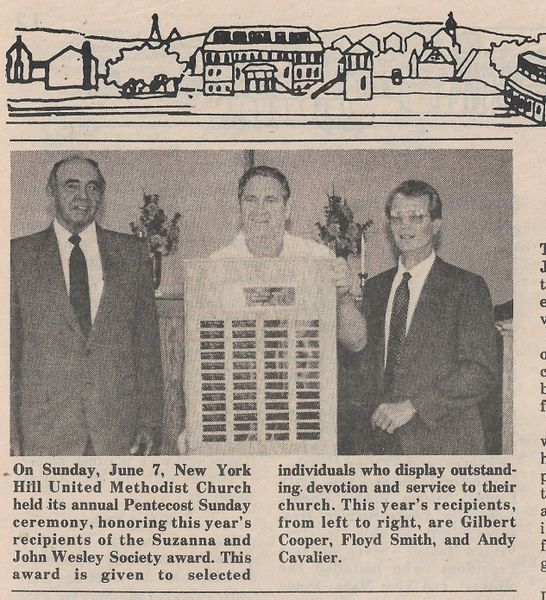 On Sunday, June 7, New York
Hill United Methodist Church
held its annual Pentecost Sunday
ceremony, honoring this year's
recipients of the Suzanna and
John Wesley Society award. This
award is given to selected
individuals who display outstand-
ing devotion and service to their
church. This year's recipients,
from left to right, are Gilbert
Cooper, Floyd Smith, and Andy
Cavalier.